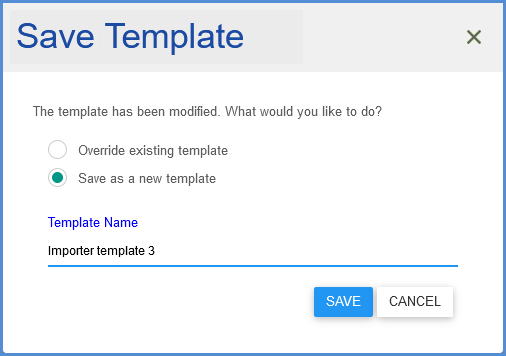 Save Template
The template has been modified. What would you like to do?
Override existing template
Save as a new template
Template Name
Importer template 3
SAVE CANCEL